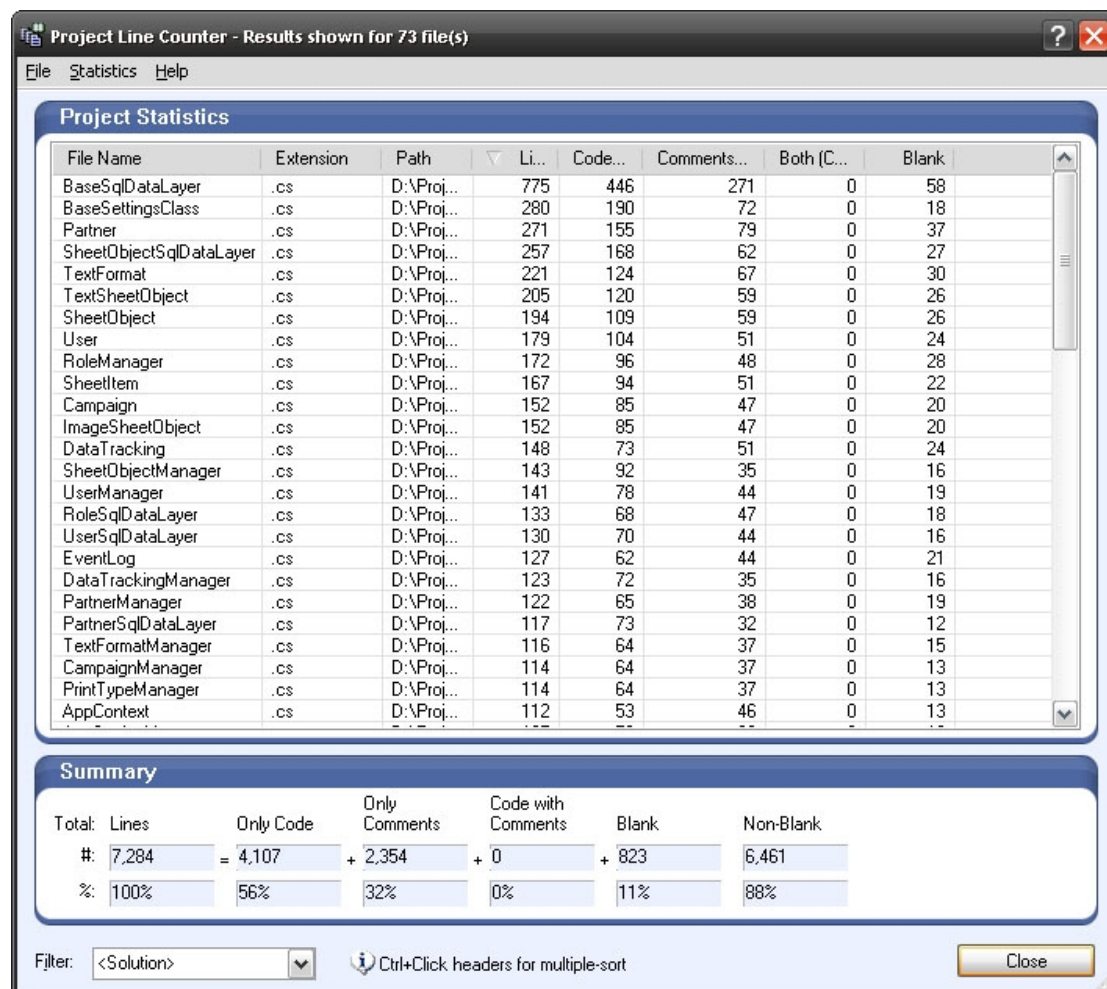 Project Line Counter - Results shown for 73 file(s)
File Statistics Help
Project Statistics
File Name Extension Path Li... Code... Comments... Both (C... Blank
BaseSqlDataLayer .cs D:\Proj... 775 446 271 0 58
BaseSettingsClass .cs D:\Proj... 280 190 72 0 18
Partner .cs D:\Proj... 271 155 79 0 37
SheetObjectSqlDataLayer .cs D:\Proj... 257 168 62 0 27
TextFormat .cs D:\Proj... 221 124 67 0 30
TextSheetObject .cs D:\Proj... 205 120 59 0 26
SheetObject .cs D:\Proj... 194 109 59 0 26
User .cs D:\Proj... 179 104 51 0 24
RoleManager .cs D:\Proj... 172 96 48 0 28
SheetItem .cs D:\Proj... 167 94 51 0 22
Campaign .cs D:\Proj... 152 85 47 0 20
ImageSheetObject .cs D:\Proj... 152 85 47 0 20
DataTracking .cs D:\Proj... 148 73 51 0 24
SheetObjectManager .cs D:\Proj... 143 92 35 0 16
UserManager .cs D:\Proj... 141 78 44 0 19
RoleSqlDataLayer .cs D:\Proj... 133 68 47 0 18
UserSqlDataLayer .cs D:\Proj... 130 70 44 0 16
EventLog .cs D:\Proj... 127 62 44 0 21
DataTrackingManager .cs D:\Proj... 123 72 35 0 16
PartnerManager .cs D:\Proj... 122 65 38 0 19
PartnerSqlDataLayer .cs D:\Proj... 117 73 32 0 12
TextFormatManager .cs D:\Proj... 116 64 37 0 15
CampaignManager .cs D:\Proj... 114 64 37 0 13
PrintTypeManager .cs D:\Proj... 114 64 37 0 13
AppContext .cs D:\Proj... 112 53 46 0 13
Summary
Total: Lines Only Code Only Comments Code with Comments Blank Non-Blank
#: 7,284 = 4,107 + 2,354 + 0 + 823 6,461
%: 100% 56% 32% 0% 11% 88%
Filter: <Solution> Ctrl+Click headers for multiple-sort Close